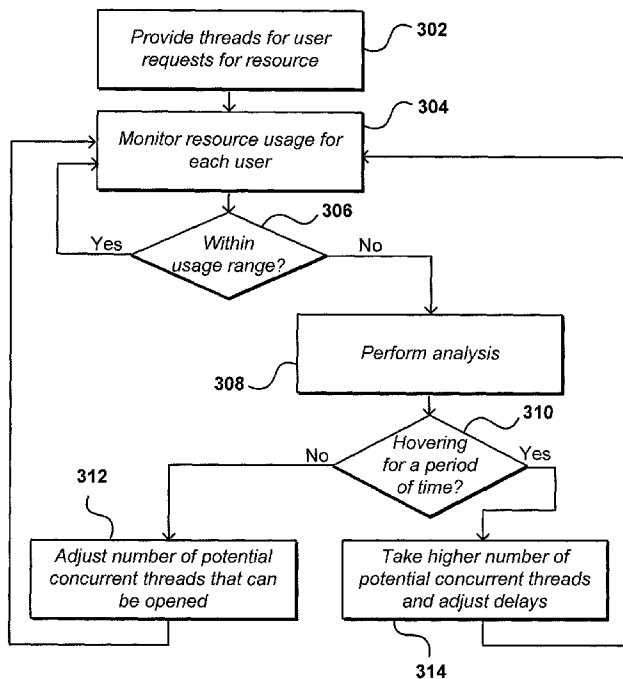 Provide threads for user
requests for resource
302
Monitor resource usage for
each user
304
306
Yes
Within
usage range?
No
Perform analysis
308
310
No
Hovering
for a period
of time?
Yes
312
Adjust number of potential
concurrent threads that can
be opened
Take higher number of
potential concurrent threads
and adjust delays
314